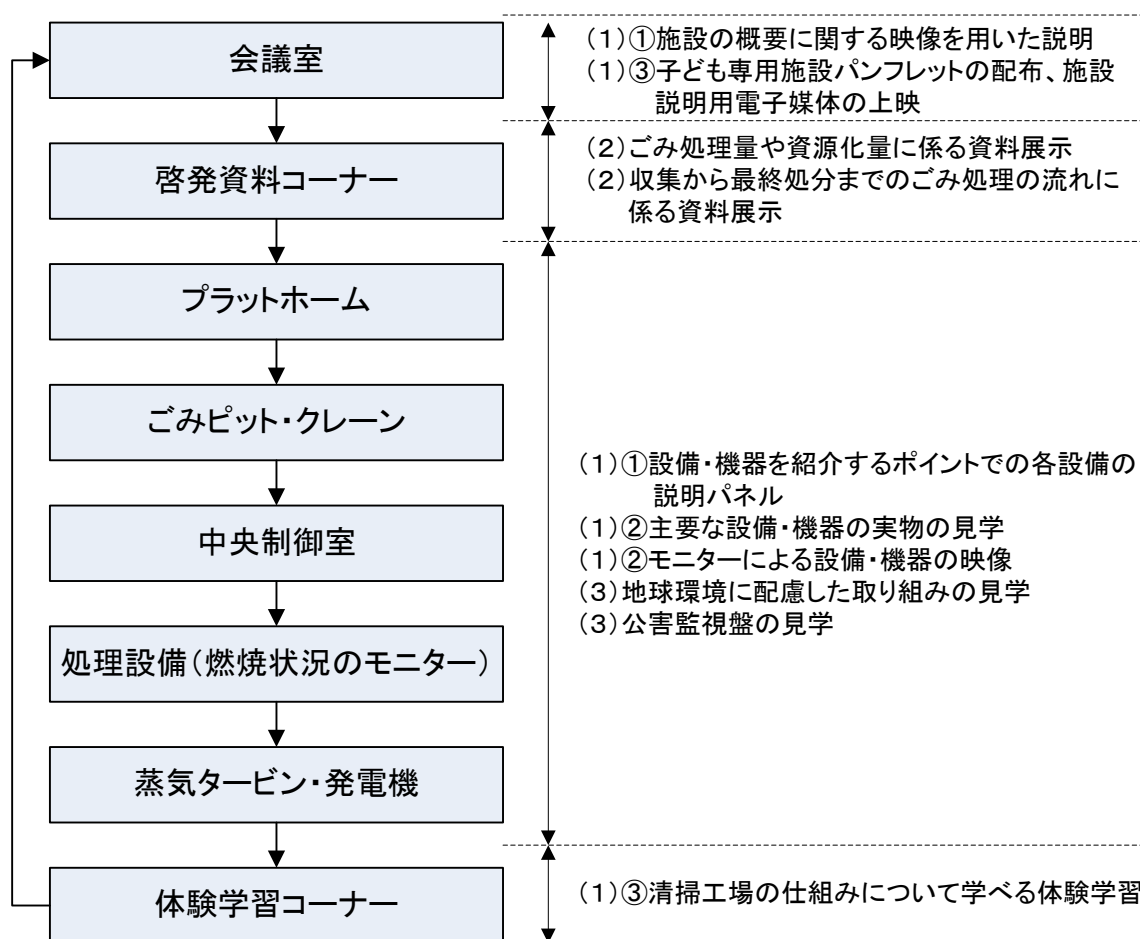 会議室
(1)①施設の概要に関する映像を用いた説明
(1)③子ども専用施設パンフレットの配布、施設
説明用電子媒体の上映
啓発資料コーナー
(2)ごみ処理量や資源化量に係る資料展示
(2)収集から最終処分までのごみ処理の流れに
係る資料展示
プラットホーム
ごみピット・クレーン
中央制御室
処理設備(燃焼状況のモニター)
蒸気タービン・発電機
(1)①設備・機器を紹介するポイントでの各設備の
説明パネル
(1)②主要な設備・機器の実物の見学
(1)②モニターによる設備・機器の映像
(3)地球環境に配慮した取り組みの見学
(3)公害監視盤の見学
体験学習コーナー
(1)③清掃工場の仕組みについて学べる体験学習